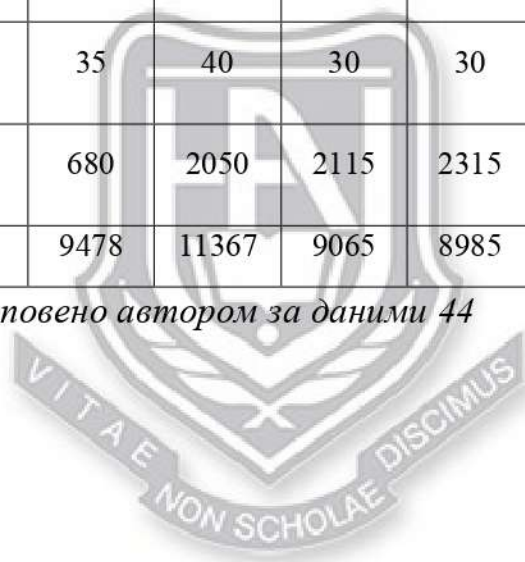 35 40 30 30
680 2050 2115 2315
9478 11367 9065 8985
повено автором за даними 44
VITAE
NON SCHOLAE
DISCIMUS